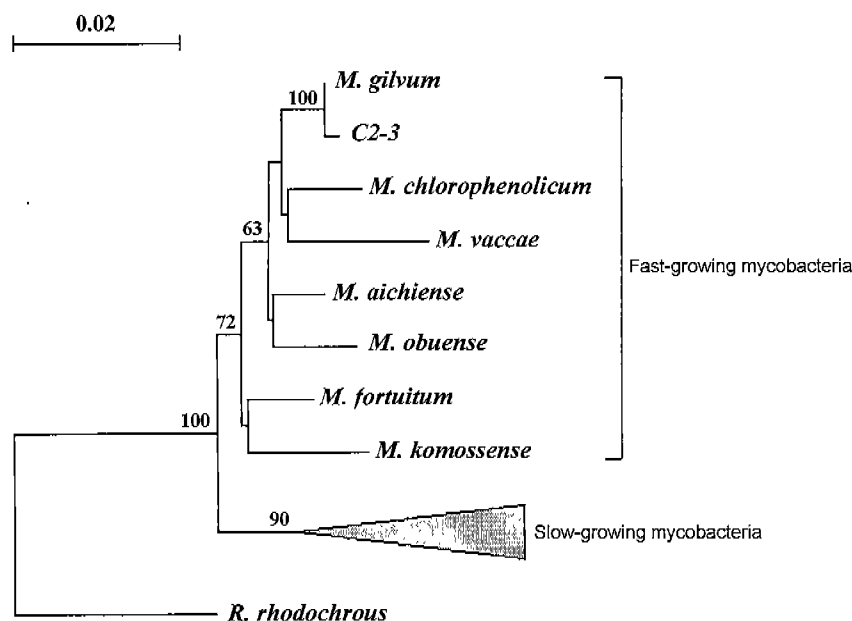 0.02
M. gilvum
100
C2-3
M. chlorophenolicum
63
M. vaccae
Fast-growing mycobacteria
M. aichiense
72
M. obuense
M. fortuitum
100
M. komossense
90
Slow-growing mycobacteria
R. rhodochrous